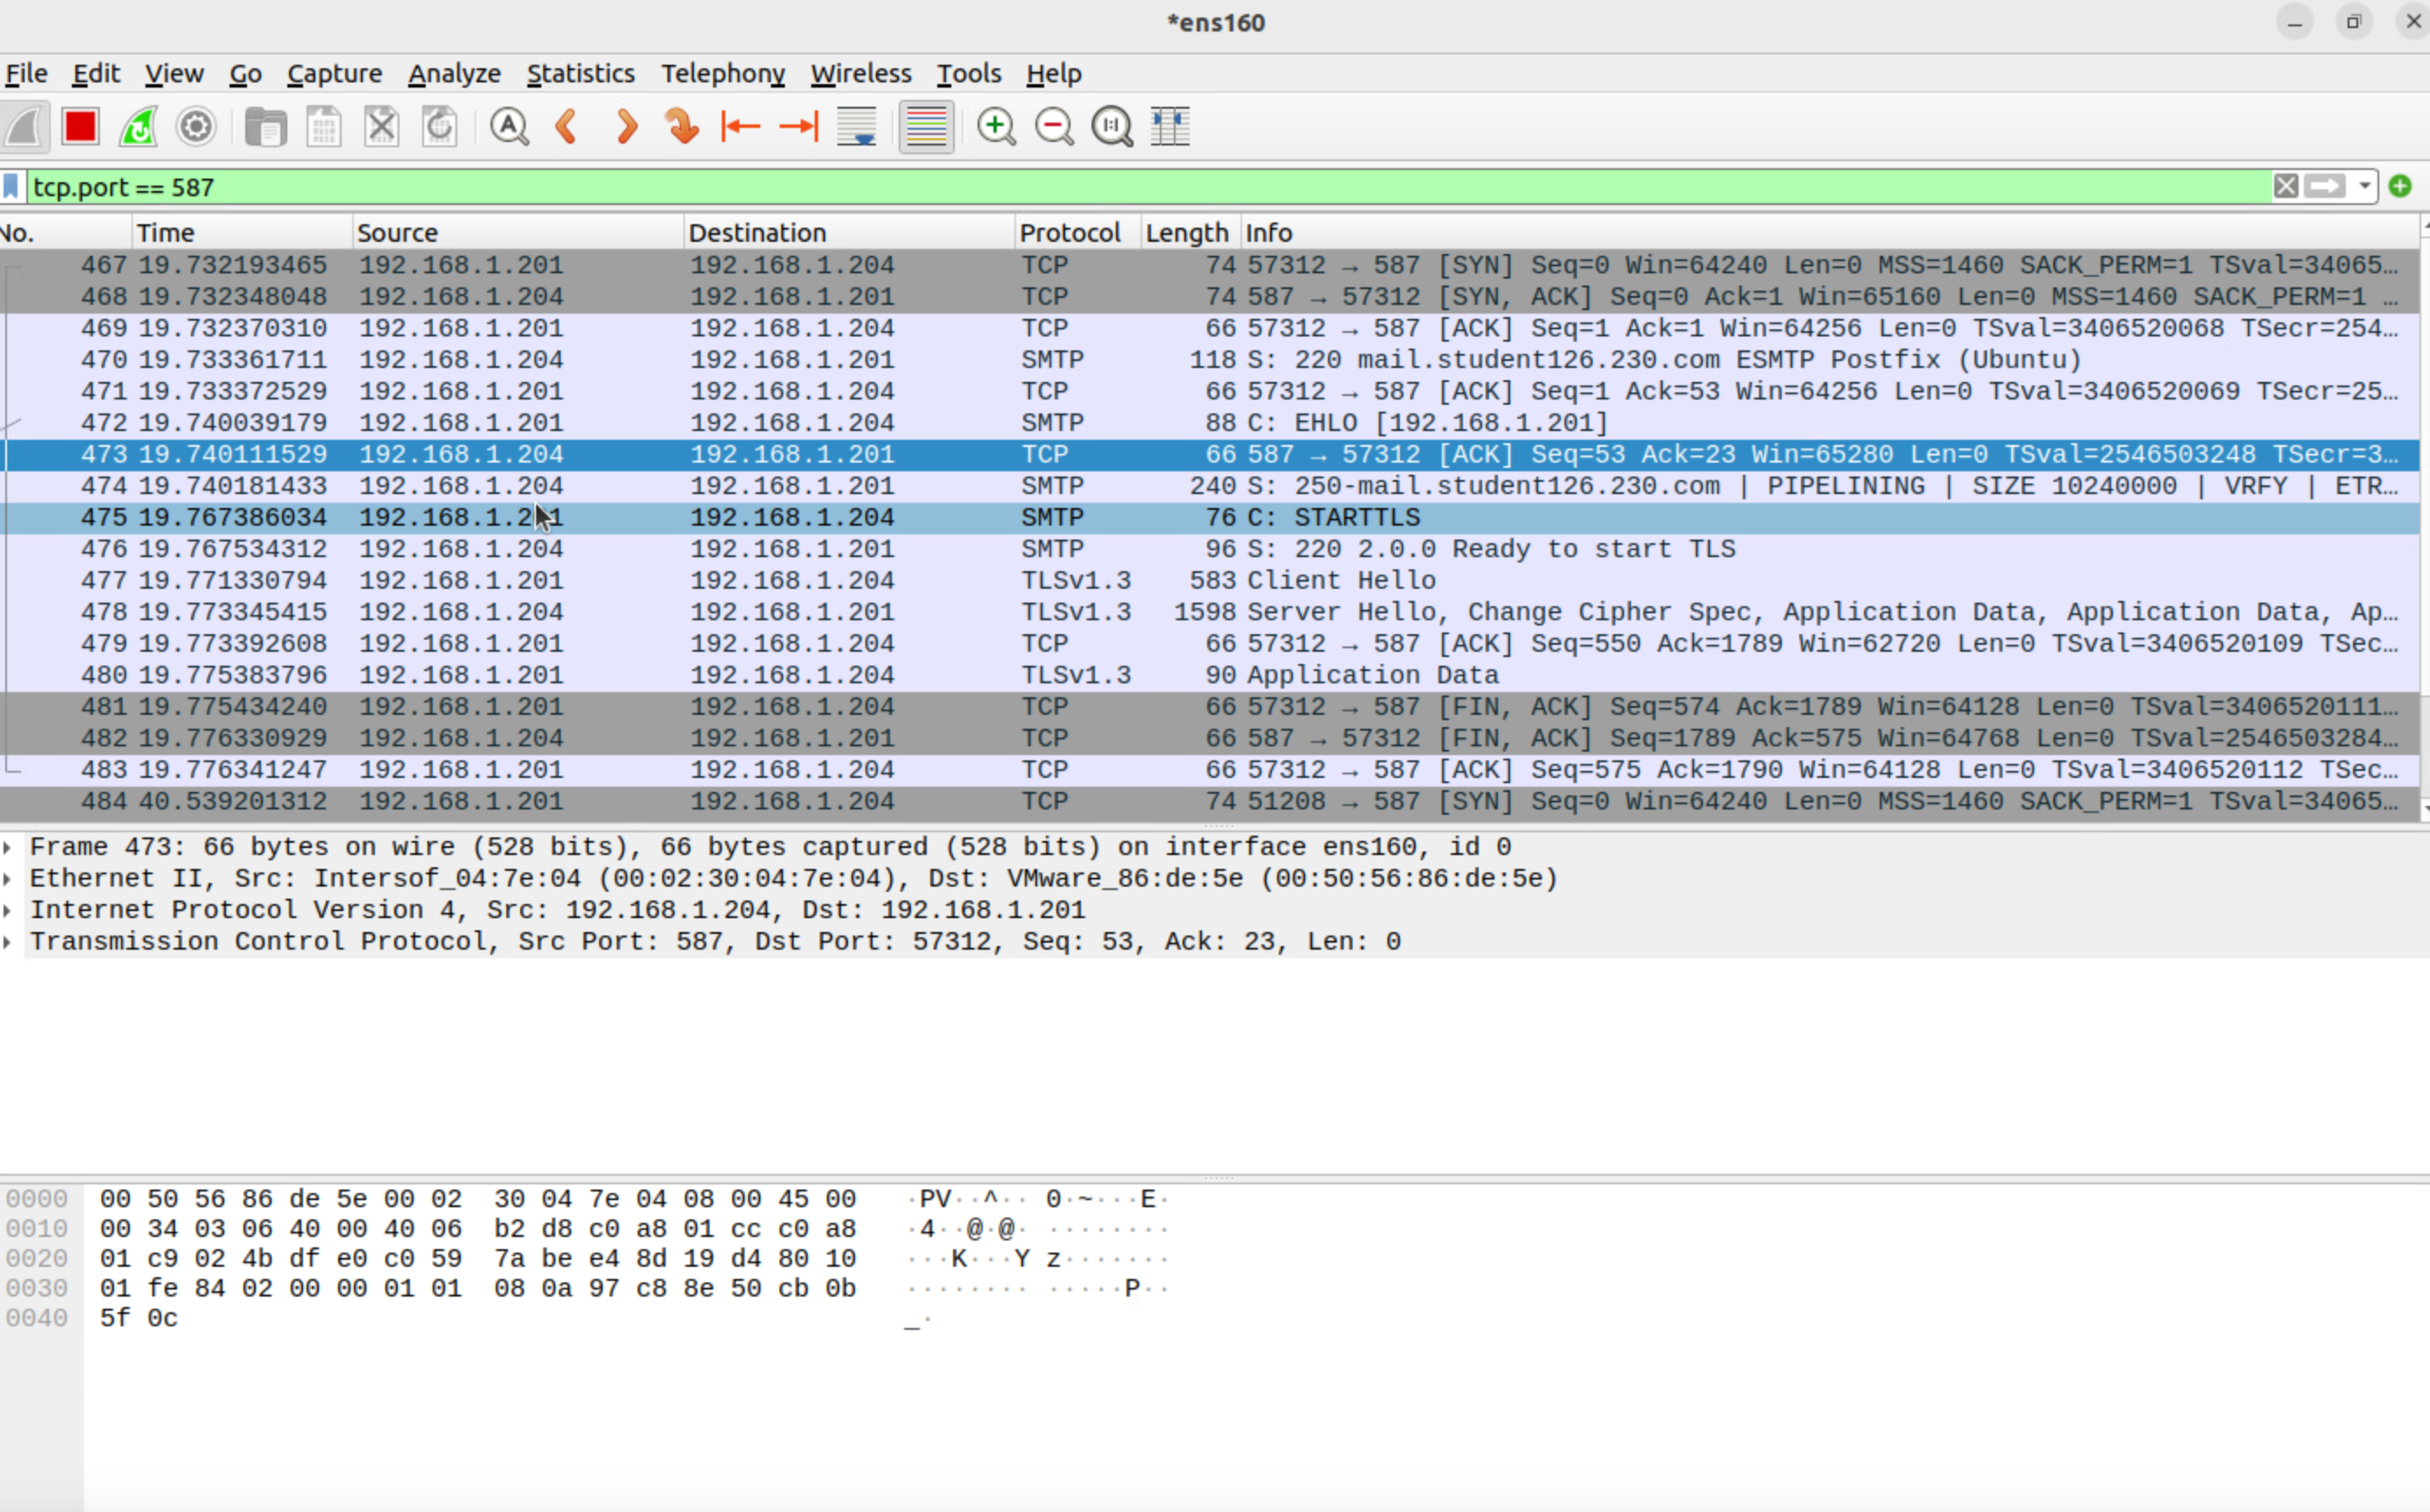 *ens160
File Edit View Go Capture Analyze Statistics Telephony Wireless Tools Help
tcp.port == 587
No. Time Source Destination Protocol Length Info
467 19.732193465 192.168.1.201 192.168.1.204 TCP 74 57312 → 587 [SYN] Seq=0 Win=64240 Len=0 MSS=1460 SACK_PERM=1 TSval=34065…
468 19.732348048 192.168.1.204 192.168.1.201 TCP 74 587 → 57312 [SYN, ACK] Seq=0 Ack=1 Win=65160 Len=0 MSS=1460 SACK_PERM=1 …
469 19.732370310 192.168.1.201 192.168.1.204 TCP 66 57312 → 587 [ACK] Seq=1 Ack=1 Win=64256 Len=0 TSval=3406520068 TSecr=254…
470 19.733361711 192.168.1.204 192.168.1.201 SMTP 118 S: 220 mail.student126.230.com ESMTP Postfix (Ubuntu)
471 19.733372529 192.168.1.201 192.168.1.204 TCP 66 57312 → 587 [ACK] Seq=1 Ack=53 Win=64256 Len=0 TSval=3406520069 TSecr=25…
472 19.740039179 192.168.1.201 192.168.1.204 SMTP 88 C: EHLO [192.168.1.201]
473 19.740111529 192.168.1.204 192.168.1.201 TCP 66 587 → 57312 [ACK] Seq=53 Ack=23 Win=65280 Len=0 TSval=2546503248 TSecr=3…
474 19.740181433 192.168.1.204 192.168.1.201 SMTP 240 S: 250-mail.student126.230.com | PIPELINING | SIZE 10240000 | VRFY | ETR…
475 19.767386034 192.168.1.201 192.168.1.204 SMTP 76 C: STARTTLS
476 19.767534312 192.168.1.204 192.168.1.201 SMTP 96 S: 220 2.0.0 Ready to start TLS
477 19.771330794 192.168.1.201 192.168.1.204 TLSv1.3 583 Client Hello
478 19.773345415 192.168.1.204 192.168.1.201 TLSv1.3 1598 Server Hello, Change Cipher Spec, Application Data, Application Data, Ap…
479 19.773392608 192.168.1.201 192.168.1.204 TCP 66 57312 → 587 [ACK] Seq=550 Ack=1789 Win=62720 Len=0 TSval=3406520109 TSec…
480 19.775383796 192.168.1.201 192.168.1.204 TLSv1.3 90 Application Data
481 19.775434240 192.168.1.201 192.168.1.204 TCP 66 57312 → 587 [FIN, ACK] Seq=574 Ack=1789 Win=64128 Len=0 TSval=3406520111…
482 19.776330929 192.168.1.204 192.168.1.201 TCP 66 587 → 57312 [FIN, ACK] Seq=1789 Ack=575 Win=64768 Len=0 TSval=2546503284…
483 19.776341247 192.168.1.201 192.168.1.204 TCP 66 57312 → 587 [ACK] Seq=575 Ack=1790 Win=64128 Len=0 TSval=3406520112 TSec…
484 40.539201312 192.168.1.201 192.168.1.204 TCP 74 51208 → 587 [SYN] Seq=0 Win=64240 Len=0 MSS=1460 SACK_PERM=1 TSval=34065…
Frame 473: 66 bytes on wire (528 bits), 66 bytes captured (528 bits) on interface ens160, id 0
Ethernet II, Src: Intersof_04:7e:04 (00:02:30:04:7e:04), Dst: VMware_86:de:5e (00:50:56:86:de:5e)
Internet Protocol Version 4, Src: 192.168.1.204, Dst: 192.168.1.201
Transmission Control Protocol, Src Port: 587, Dst Port: 57312, Seq: 53, Ack: 23, Len: 0
0000 00 50 56 86 de 5e 00 02 30 04 7e 04 08 00 45 00 ·PV··^·· 0·~···E·
0010 00 34 03 06 40 00 40 06 b2 d8 c0 a8 01 cc c0 a8 ·4··@·@· ········
0020 01 c9 02 4b df e0 c0 59 7a be e4 8d 19 d4 80 10 ···K···Y z·······
0030 01 fe 84 02 00 00 01 01 08 0a 97 c8 8e 50 cb 0b ········ ·····P··
0040 5f 0c _·